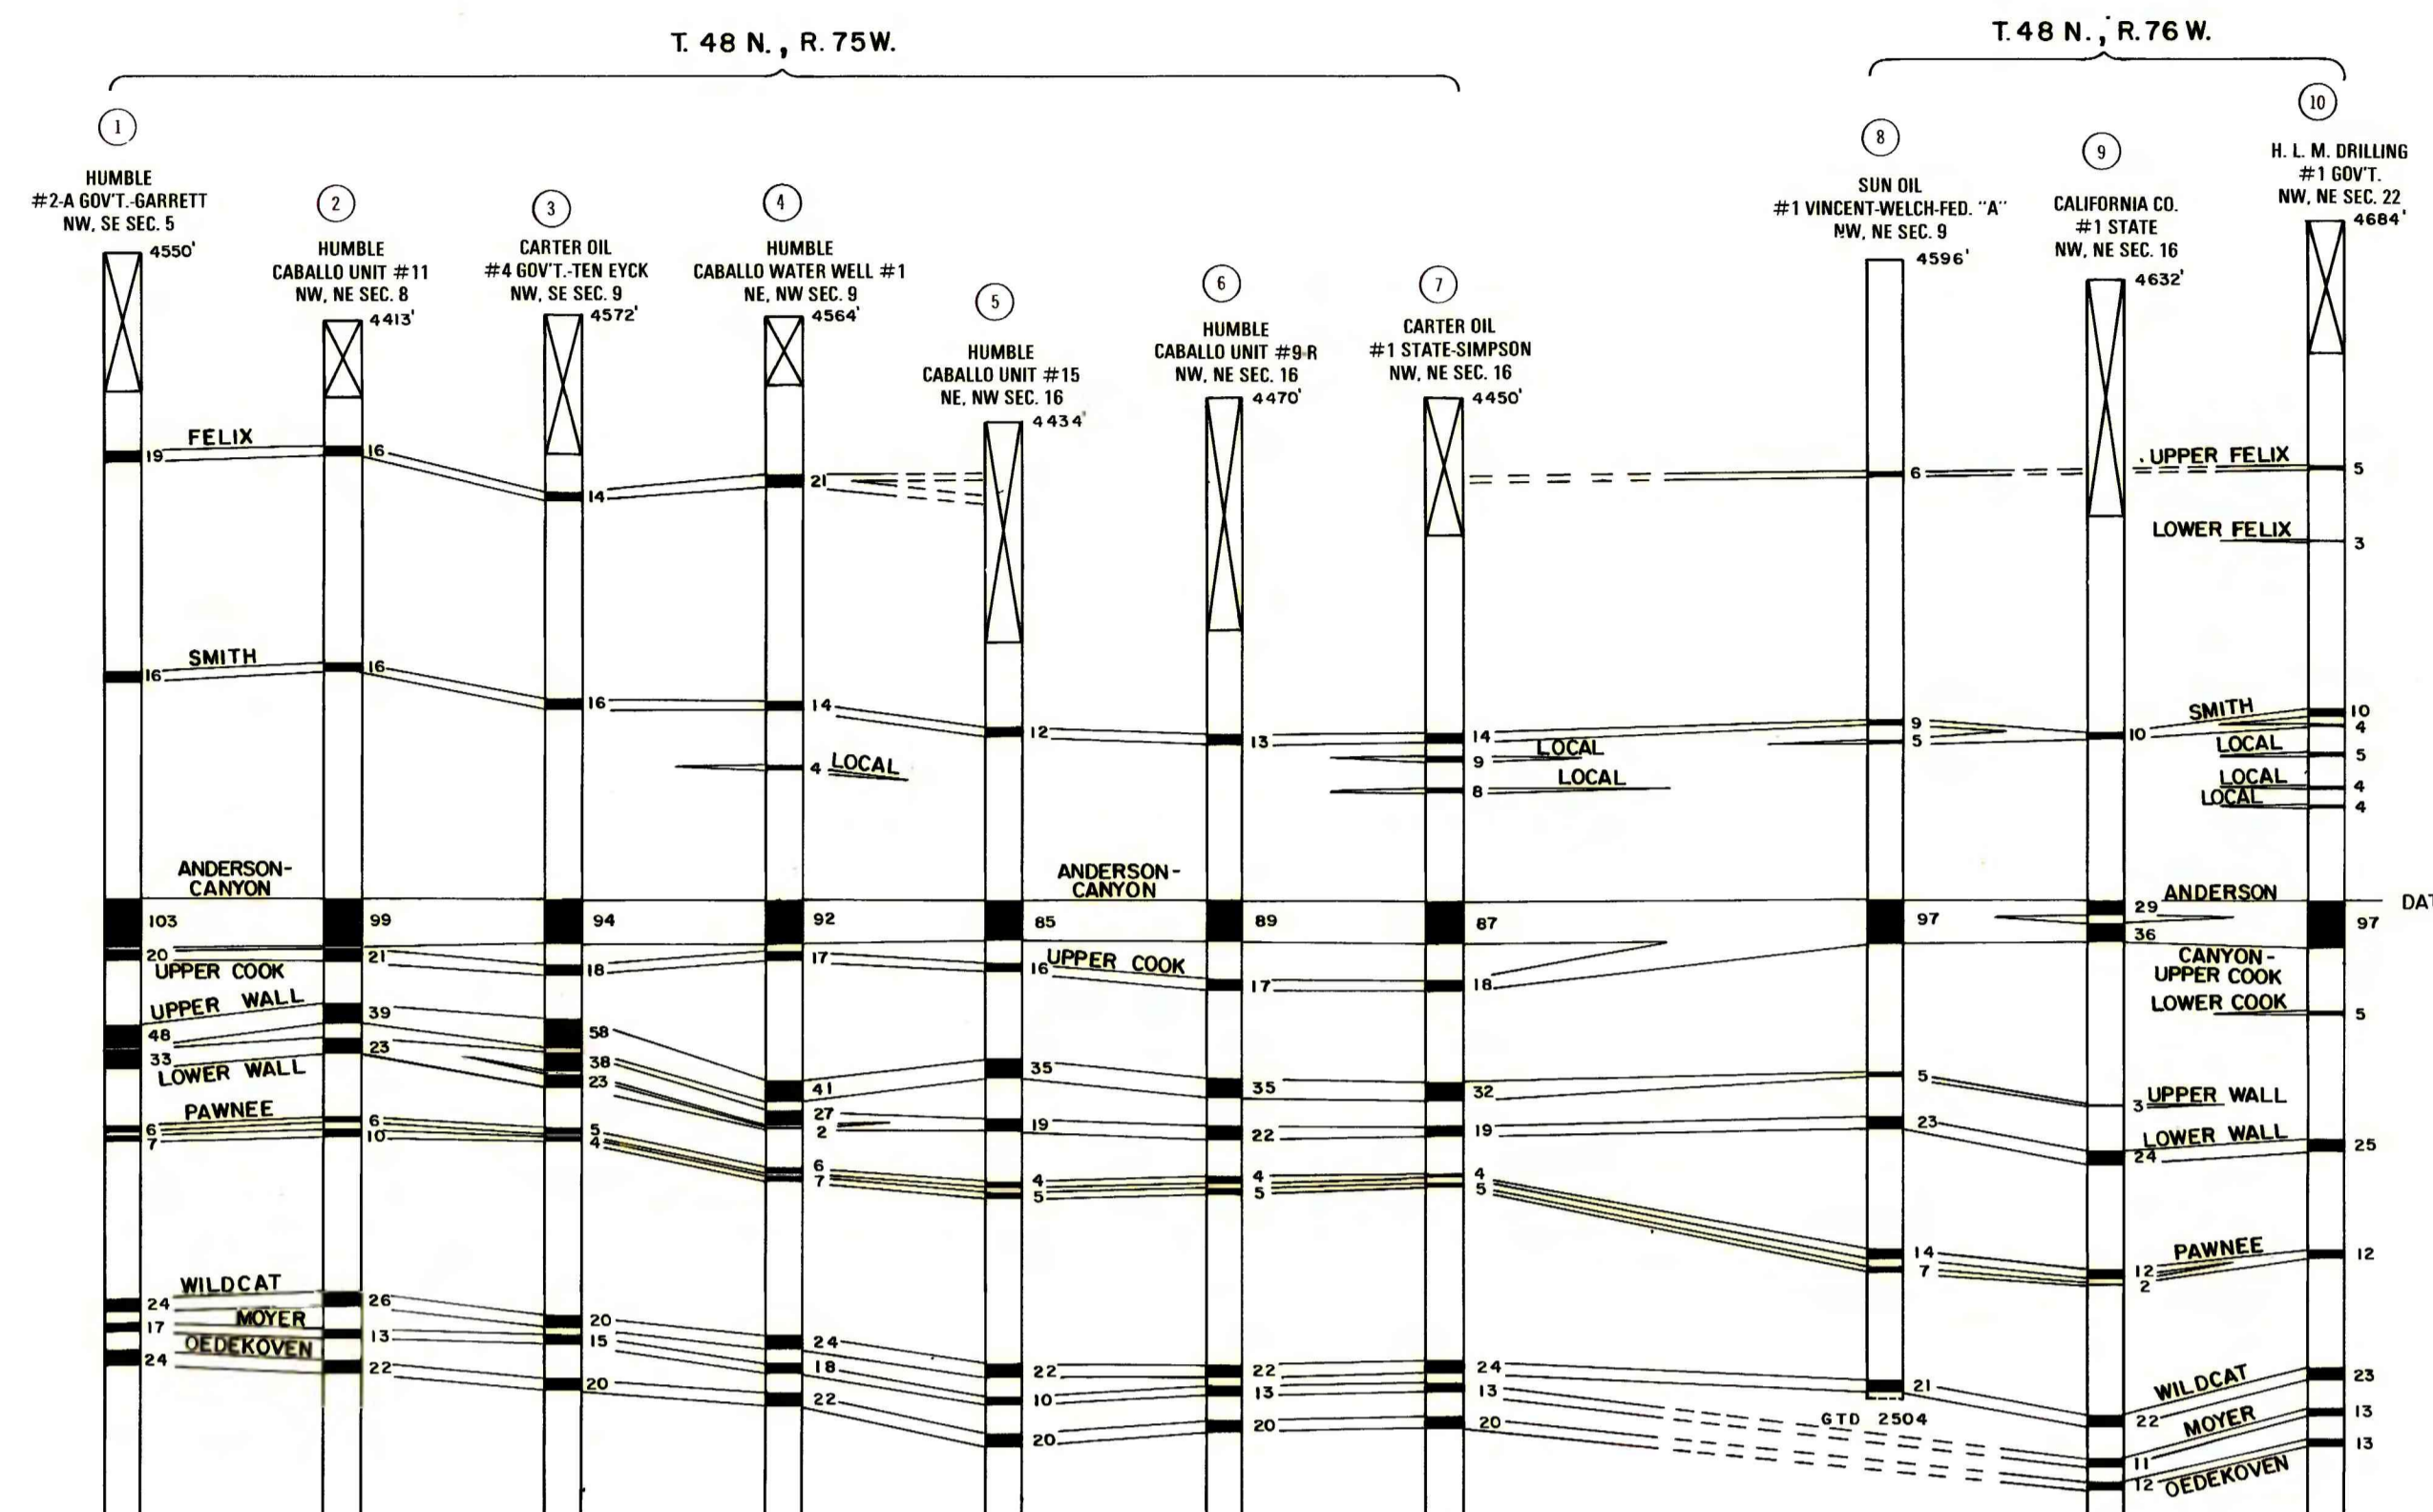 T. 48 N., R. 75W.
T. 48 N., R. 76 W.
1
HUMBLE
#2-A GOV'T.-GARRETT
NW, SE SEC. 5
4550'
2
HUMBLE
CABALLO UNIT #11
NW, NE SEC. 8
4413'
3
CARTER OIL
#4 GOV'T.-TEN EYCK
NW, SE SEC. 9
4572'
4
HUMBLE
CABALLO WATER WELL #1
NE, NW SEC. 9
4564'
5
HUMBLE
CABALLO UNIT #15
NE, NW SEC. 16
4434'
6
HUMBLE
CABALLO UNIT #9-R
NW, NE SEC. 16
4470'
7
CARTER OIL
#1 STATE-SIMPSON
NW, NE SEC. 16
4450'
8
SUN OIL
#1 VINCENT-WELCH-FED. "A"
NW, NE SEC. 9
4596'
9
CALIFORNIA CO.
#1 STATE
NW, NE SEC. 16
4632'
10
H. L. M. DRILLING
#1 GOV'T.
NW, NE SEC. 22
4684'
19 FELIX 16 14 21 6 UPPER FELIX 5
LOWER FELIX 3
16 SMITH 16 16 14 12 13 14 9 10 SMITH 10
5 4
4 LOCAL 9 LOCAL LOCAL 5
8 LOCAL LOCAL 4
LOCAL 4
ANDERSON-
CANYON
ANDERSON-
CANYON
ANDERSON
DAT
103 99 94 92 85 89 87 97 29 97
36
20 21 18 17 16 UPPER COOK 17 18
UPPER COOK
CANYON-
UPPER COOK
LOWER COOK 5
UPPER WALL
48 39 58 41 35 35 32 5 3 UPPER WALL
33 23 38 27 19 22 19 23 24 LOWER WALL 25
LOWER WALL 23 2
PAWNEE
6 6 5 6 4 4 4 14 12 PAWNEE 12
7 10 4 7 5 5 5 7 2
WILDCAT
24 26 20 24 22 22 24 21 22 WILDCAT 23
MOYER
17 13 15 18 10 13 13 11 MOYER 13
OEDEKOVEN
24 22 20 22 20 20 20 12 OEDEKOVEN 13
GTD 2504